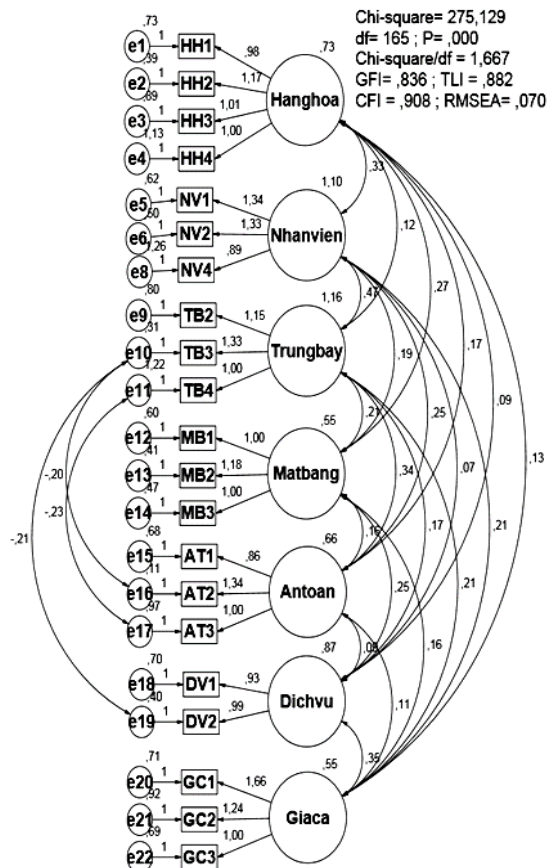 Chi-square= 275,129
df= 165 ; P= ,000
Chi-square/df = 1,667
GFI= ,836 ; TLI = ,882
CFI = ,908 ; RMSEA= ,070
,73
e1 1 HH1 ,98 ,73
,39
e2 1 HH2 1,17 Hanghoa
,89
e3 1 HH3 1,01
1,13
e4 1 HH4 1,00
,33
,62
e5 1 NV1 1,34 1,10
,50
e6 1 NV2 1,33 Nhanvien
1,26
e8 1 NV4 ,89
,12
,47
,27
,80
e9 1 TB2 1,15 1,16
,31
e10 1 TB3 1,33 Trungbay
1,22
e11 1 TB4 1,00
,19
,17
,21
,25
,09
,60
e12 1 MB1 1,00 ,55
,41
e13 1 MB2 1,18 Matbang
,47
e14 1 MB3 1,00
,34
,07
,13
-,20
-,23
-,21
,16
,17
,21
,68
e15 1 AT1 ,86 ,66
,11
e16 1 AT2 1,34 Antoan
,97
e17 1 AT3 1,00
,25
,21
,16
,70
e18 1 DV1 ,93 ,87
,40
e19 1 DV2 ,99 Dichvu
,11
,35
,71
e20 1 GC1 1,66 ,55
,92
e21 1 GC2 1,24 Giaca
,69
e22 1 GC3 1,00